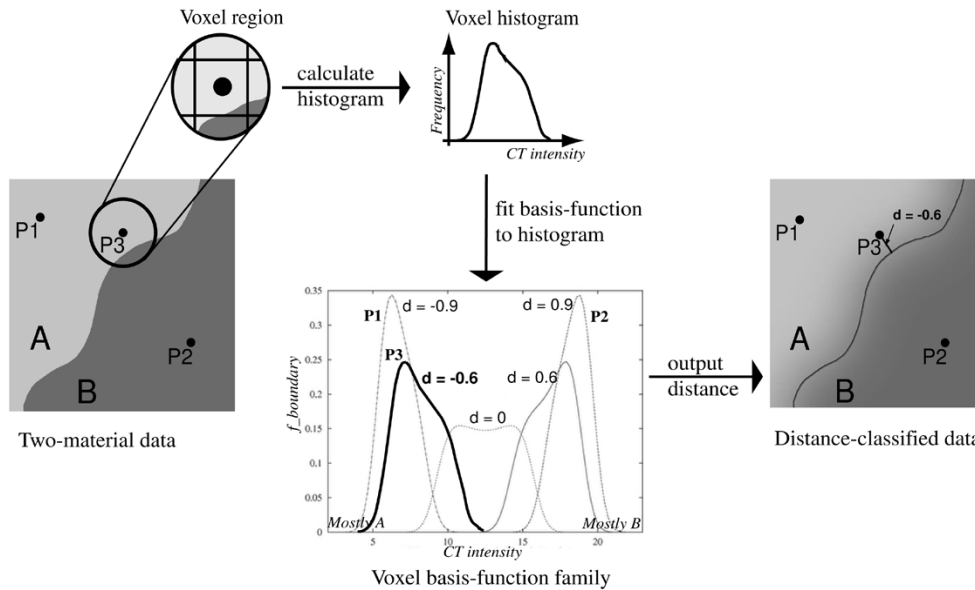 Voxel region
Voxel histogram
calculate
histogram
Frequency
CT intensity
P1
P3
A
P2
B
Two-material data
fit basis-function
to histogram
0.35
0.3
0.25
0.2
0.15
0.1
0.05
0
f_boundary
P1
d = -0.9
d = 0.9
P2
P3
d = -0.6
d = 0.6
d = 0
Mostly A
Mostly B
5
10
15
20
CT intensity
Voxel basis-function family
output
distance
P1
d = -0.6
P3
A
P2
B
Distance-classified data